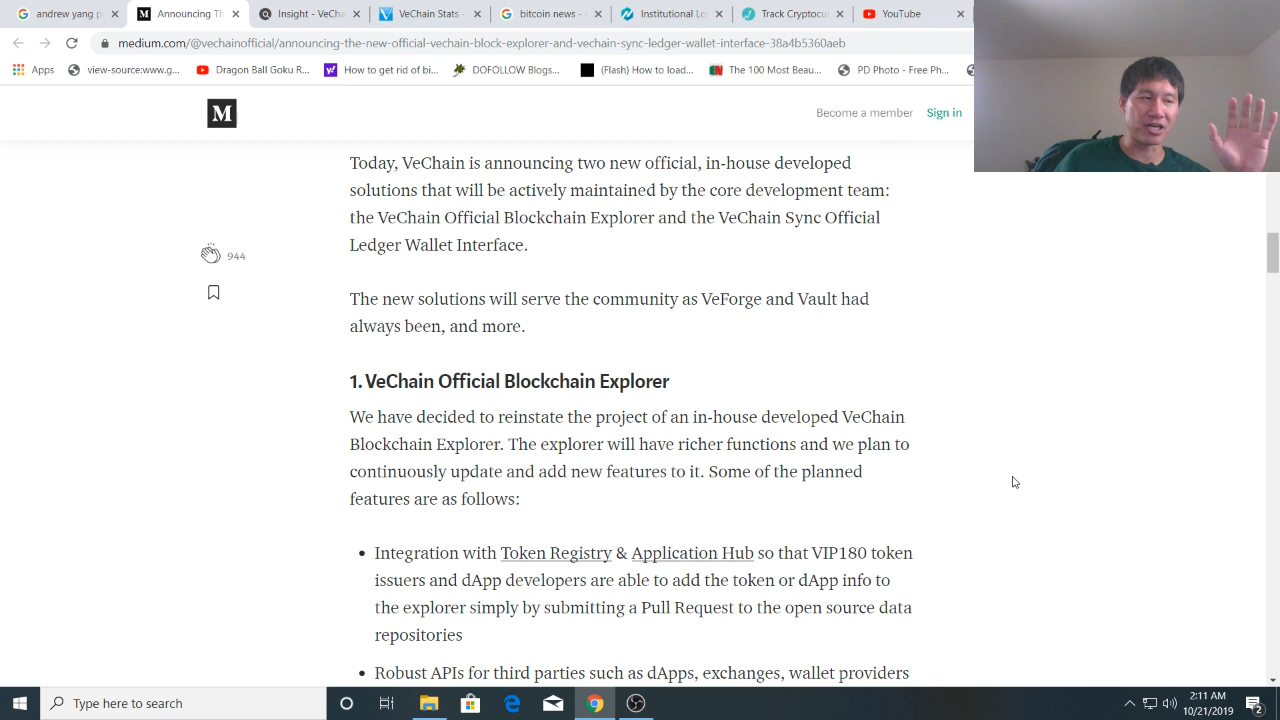 andrew yang p
Announcing Th
Insight - VeCha
VeChain Stats -
bitcoin news -
Institutional Lo
Track Cryptocu
YouTube
medium.com/@vechainofficial/announcing-the-new-official-vechain-block-explorer-and-vechain-sync-ledger-wallet-interface-38a4b5360aeb
Apps
view-source:www.g...
Dragon Ball Goku R...
How to get rid of bi...
DOFOLLOW Blogs...
(Flash) How to load...
The 100 Most Beau...
PD Photo - Free Ph...
M
Become a member
Sign in
Today, VeChain is announcing two new official, in-house developed
solutions that will be actively maintained by the core development team:
the VeChain Official Blockchain Explorer and the VeChain Sync Official
Ledger Wallet Interface.
944
The new solutions will serve the community as VeForge and Vault had
always been, and more.
1. VeChain Official Blockchain Explorer
We have decided to reinstate the project of an in-house developed VeChain
Blockchain Explorer. The explorer will have richer functions and we plan to
continuously update and add new features to it. Some of the planned
features are as follows:
• Integration with Token Registry & Application Hub so that VIP180 token
issuers and dApp developers are able to add the token or dApp info to
the explorer simply by submitting a Pull Request to the open source data
repositories
• Robust APIs for third parties such as dApps, exchanges, wallet providers
Type here to search
2:11 AM
10/21/2019
2